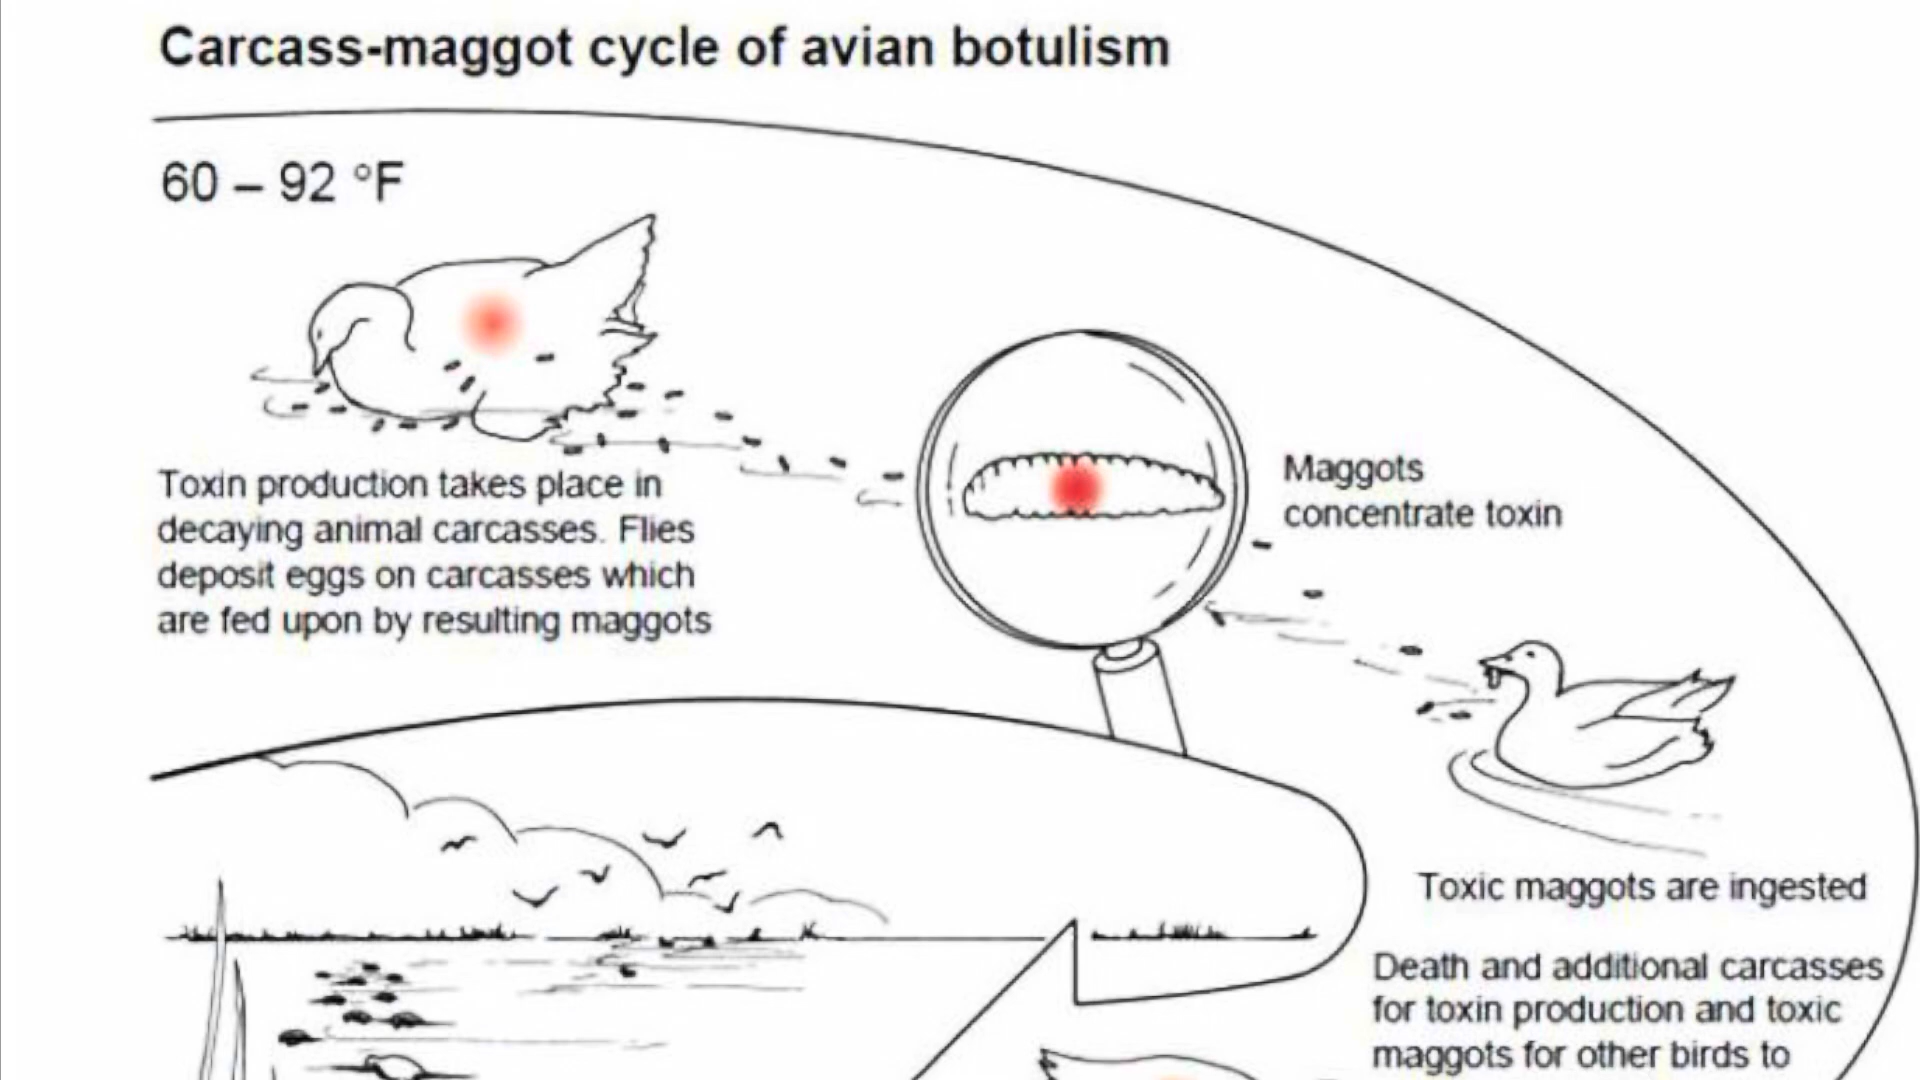 Carcass-maggot cycle of avian botulism
60 – 92 °F
Toxin production takes place in
decaying animal carcasses. Flies
deposit eggs on carcasses which
are fed upon by resulting maggots
Maggots
concentrate toxin
Toxic maggots are ingested
Death and additional carcasses
for toxin production and toxic
maggots for other birds to